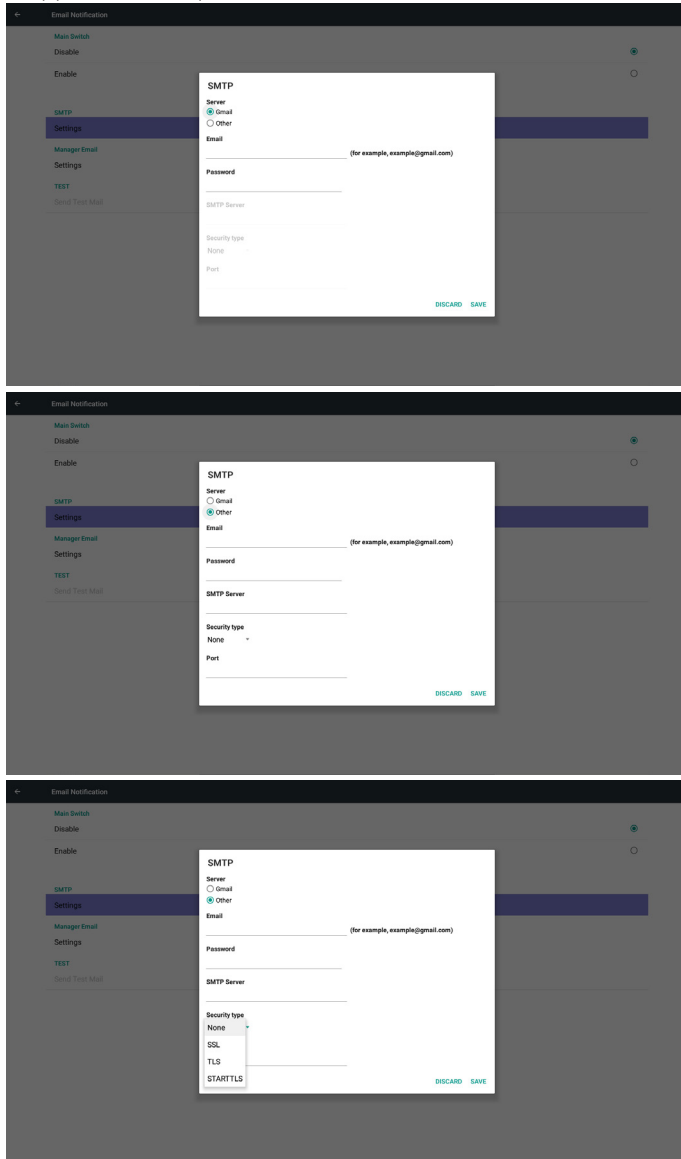 Email Notification
Main Switch
Disable
Enable
SMTP
Settings
Manager Email
Settings
TEST
Send Test Mail
SMTP
Server
Gmail
Other
Email
(for example, example@gmail.com)
Password
SMTP Server
Security type
None
Port
DISCARD SAVE
Email Notification
Main Switch
Disable
Enable
SMTP
Settings
Manager Email
Settings
TEST
Send Test Mail
SMTP
Server
Gmail
Other
Email
(for example, example@gmail.com)
Password
SMTP Server
Security type
None
Port
DISCARD SAVE
Email Notification
Main Switch
Disable
Enable
SMTP
Settings
Manager Email
Settings
TEST
Send Test Mail
SMTP
Server
Gmail
Other
Email
(for example, example@gmail.com)
Password
SMTP Server
Security type
None
SSL
TLS
STARTTLS
DISCARD SAVE